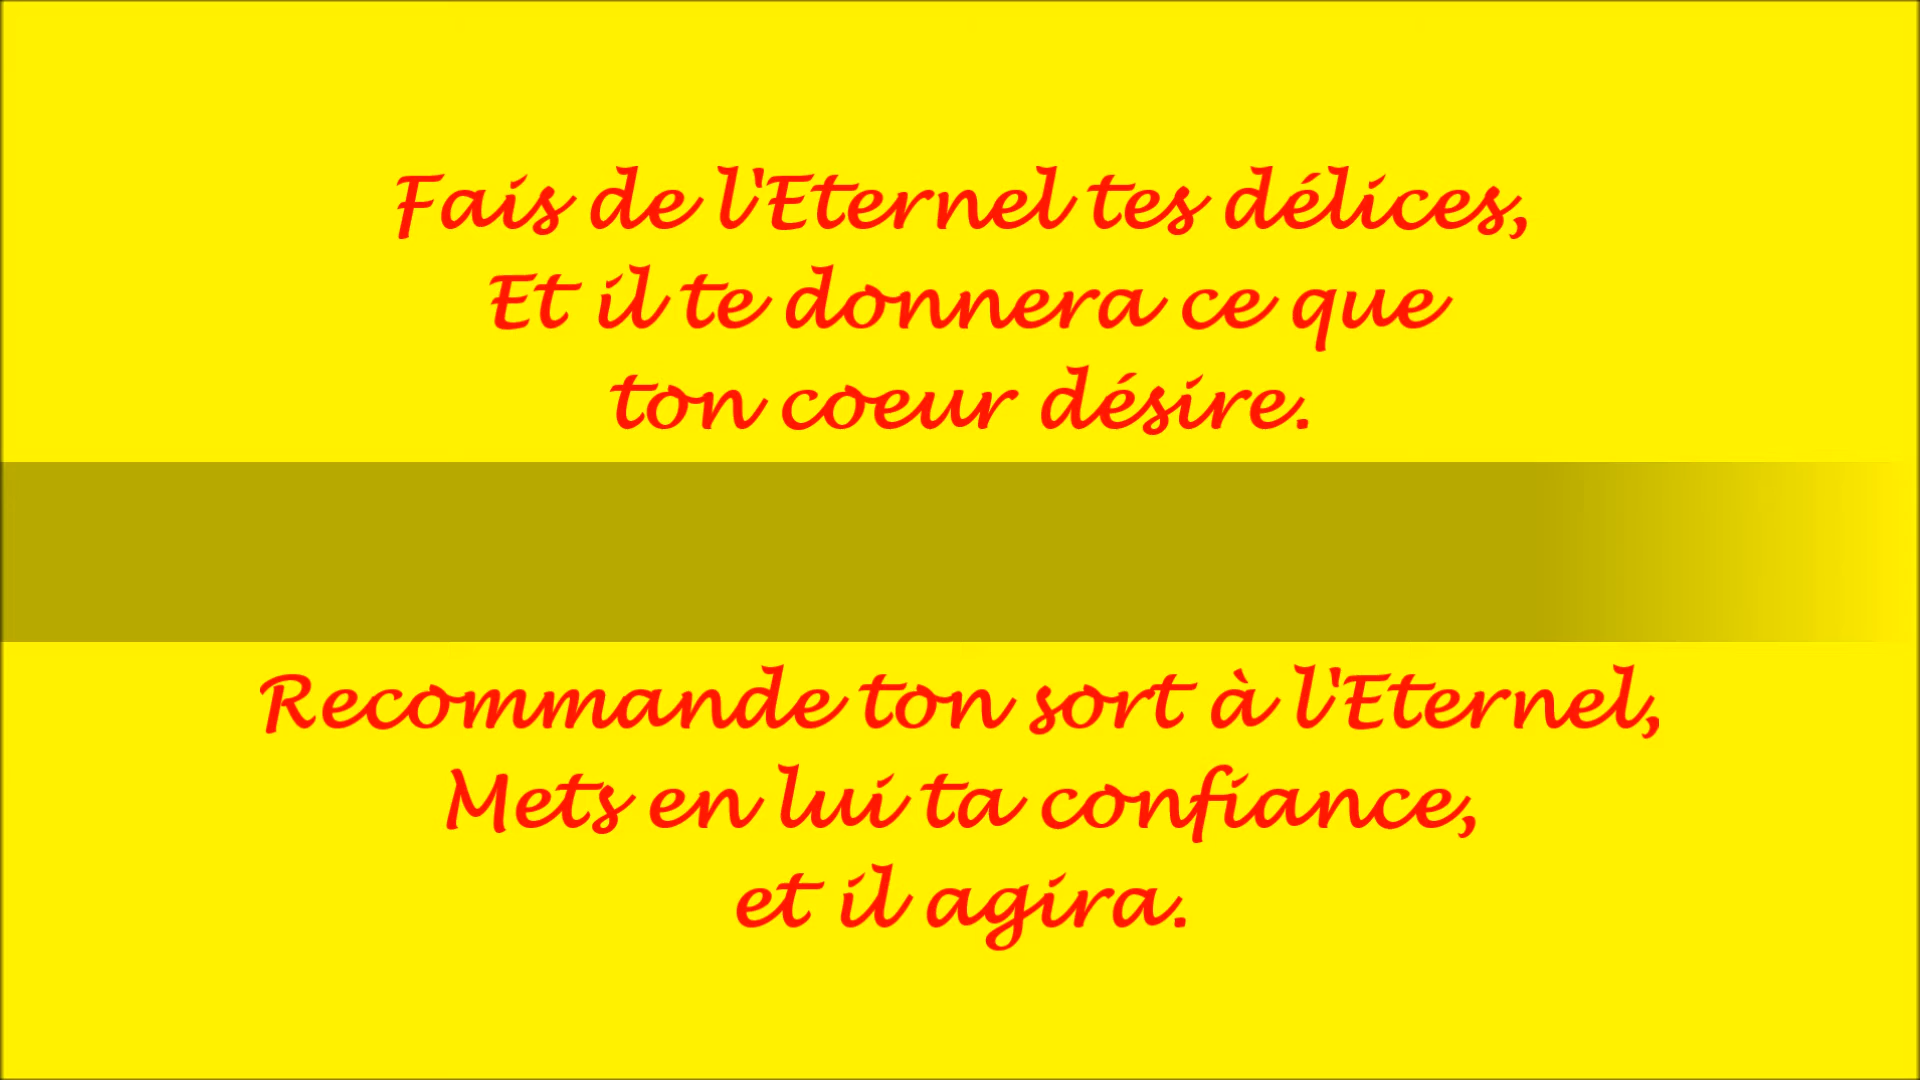 Fais de l'Eternel tes délices,
Et il te donnera ce que
ton coeur désire.
Recommande ton sort à l'Eternel,
Mets en lui ta confiance,
et il agira.